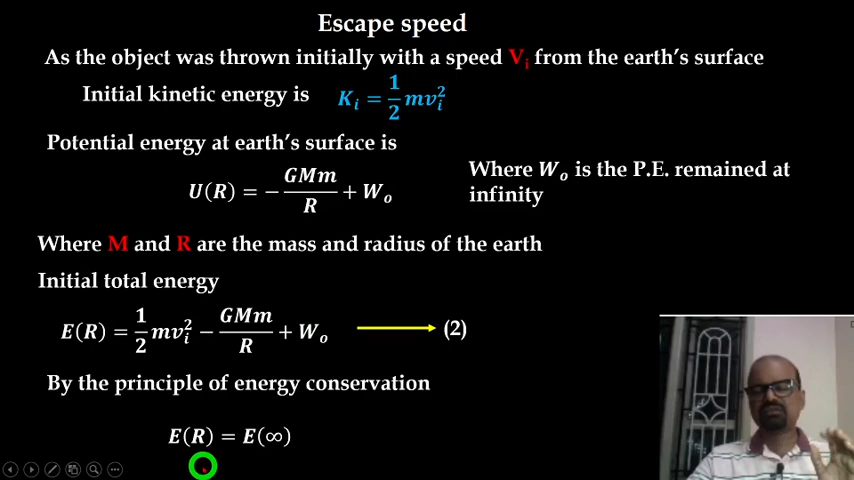 Escape speed
As the object was thrown initially with a speed Vᵢ from the earth's surface
Initial kinetic energy is Kᵢ = 1/2 mvᵢ²
Potential energy at earth's surface is
U(R) = − GMm/R + Wₒ
Where Wₒ is the P.E. remained at
infinity
Where M and R are the mass and radius of the earth
Initial total energy
E(R) = 1/2 mvᵢ² − GMm/R + Wₒ (2)
By the principle of energy conservation
E(R) = E(∞)